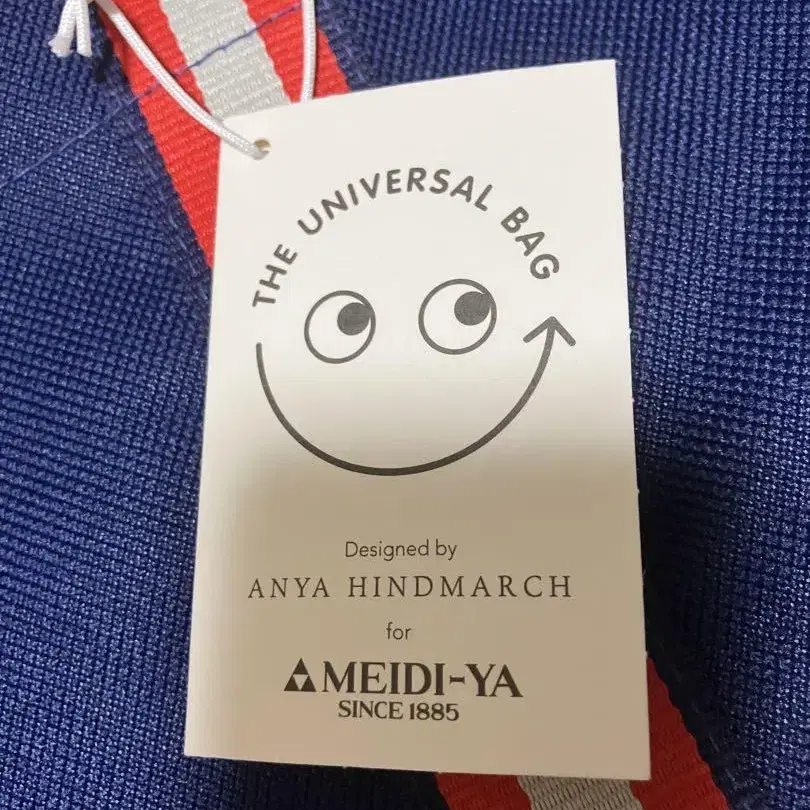 THE UNIVERSAL BAG
Designed by
ANYA HINDMARCH
for
MEIDI-YA
SINCE 1885